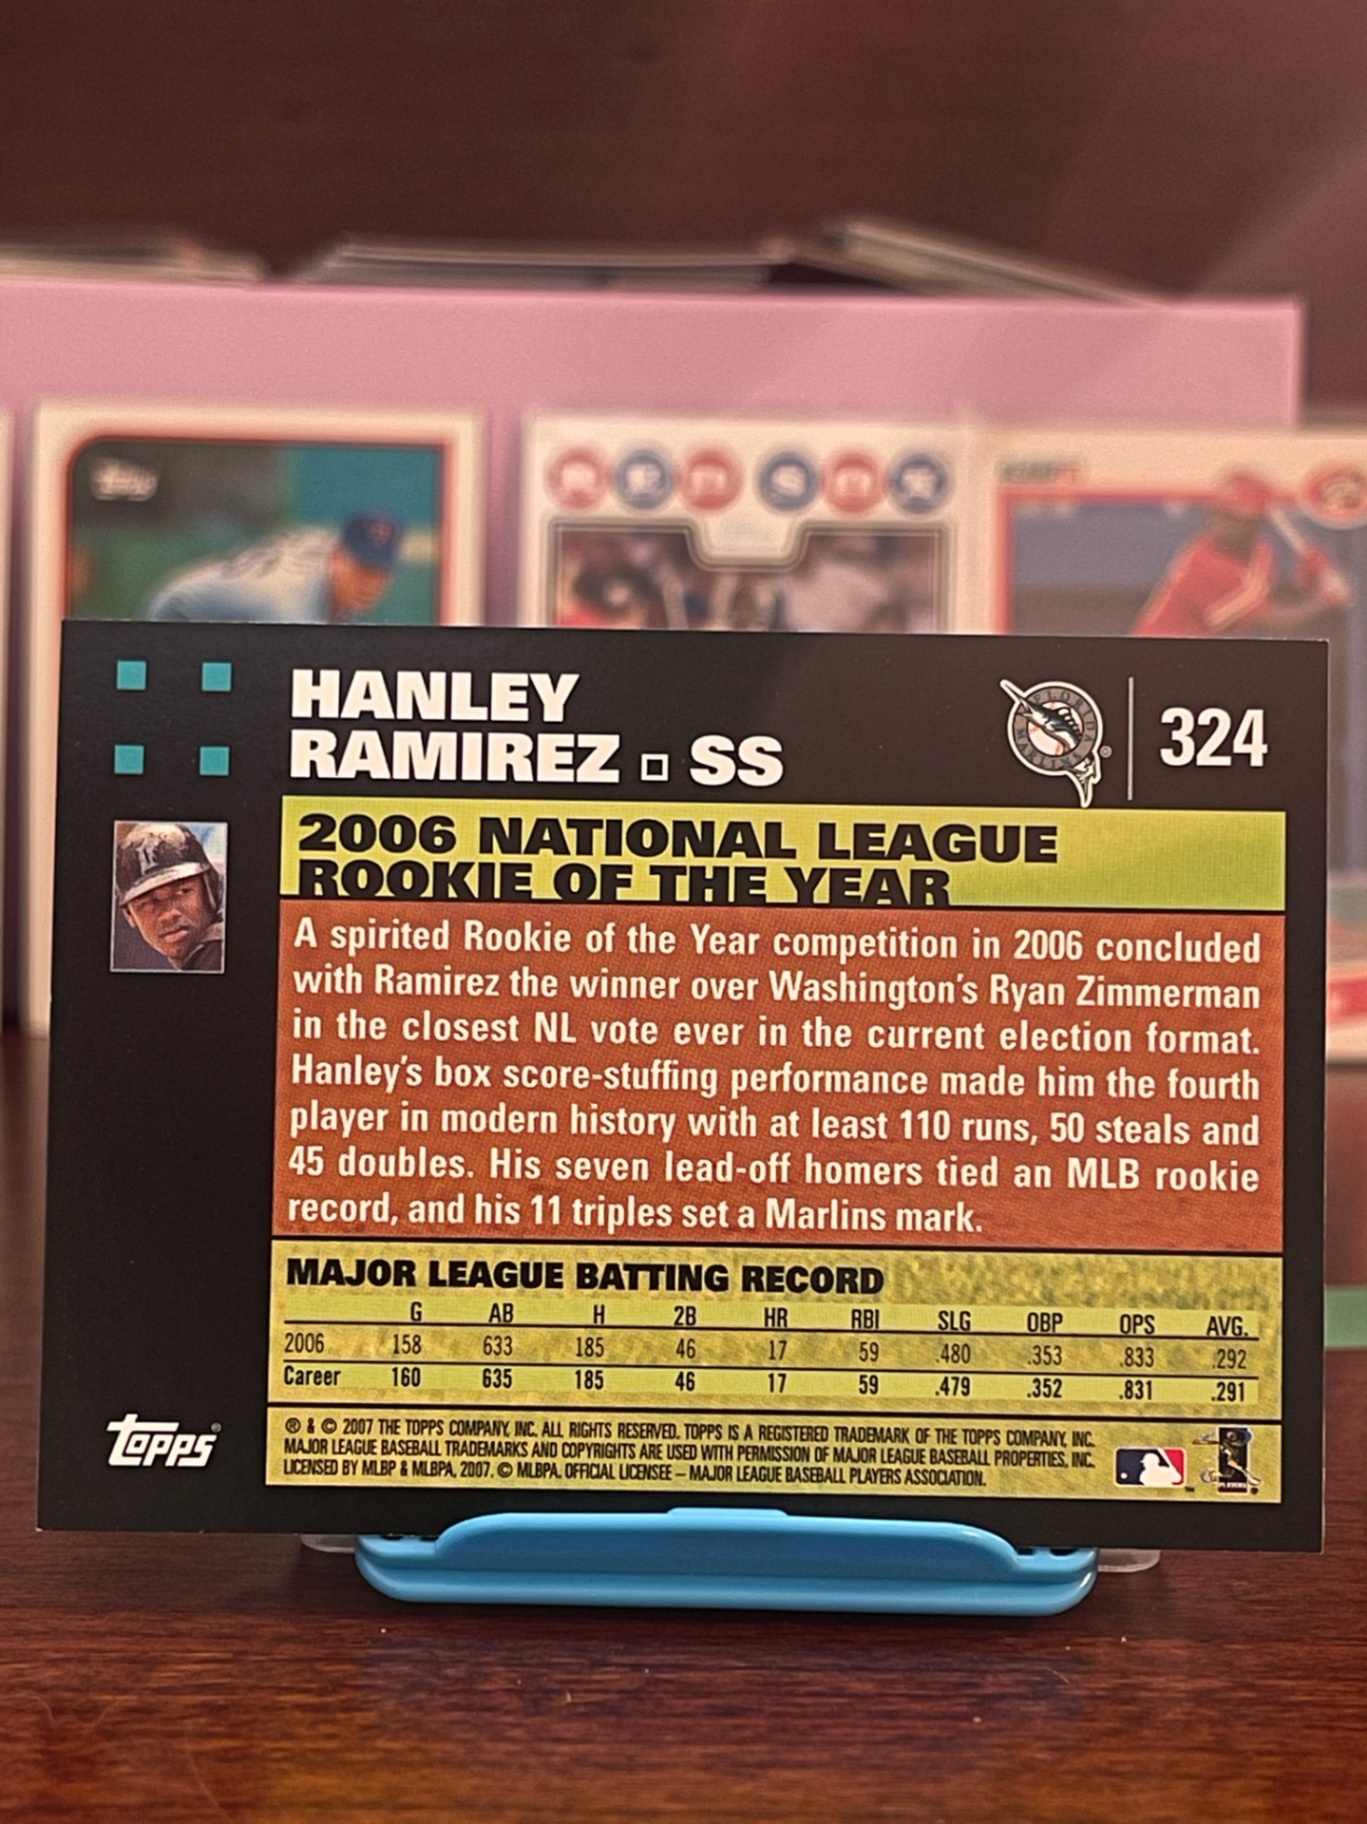 topps
RED SOX
HANLEY
RAMIREZ ▫ SS
324
2006 NATIONAL LEAGUE
ROOKIE OF THE YEAR
A spirited Rookie of the Year competition in 2006 concluded
with Ramirez the winner over Washington's Ryan Zimmerman
in the closest NL vote ever in the current election format.
Hanley's box score-stuffing performance made him the fourth
player in modern history with at least 110 runs, 50 steals and
45 doubles. His seven lead-off homers tied an MLB rookie
record, and his 11 triples set a Marlins mark.
MAJOR LEAGUE BATTING RECORD
G AB H 2B HR RBI SLG OBP OPS AVG.
2006 158 633 185 46 17 59 .480 .353 .833 .292
Career 160 635 185 46 17 59 .479 .352 .831 .291
topps®
® & © 2007 THE TOPPS COMPANY, INC. ALL RIGHTS RESERVED. TOPPS IS A REGISTERED TRADEMARK OF THE TOPPS COMPANY, INC.
MAJOR LEAGUE BASEBALL TRADEMARKS AND COPYRIGHTS ARE USED WITH PERMISSION OF MAJOR LEAGUE BASEBALL PROPERTIES, INC.
LICENSED BY MLBP & MLBPA, 2007. © MLBPA. OFFICIAL LICENSEE – MAJOR LEAGUE BASEBALL PLAYERS ASSOCIATION.